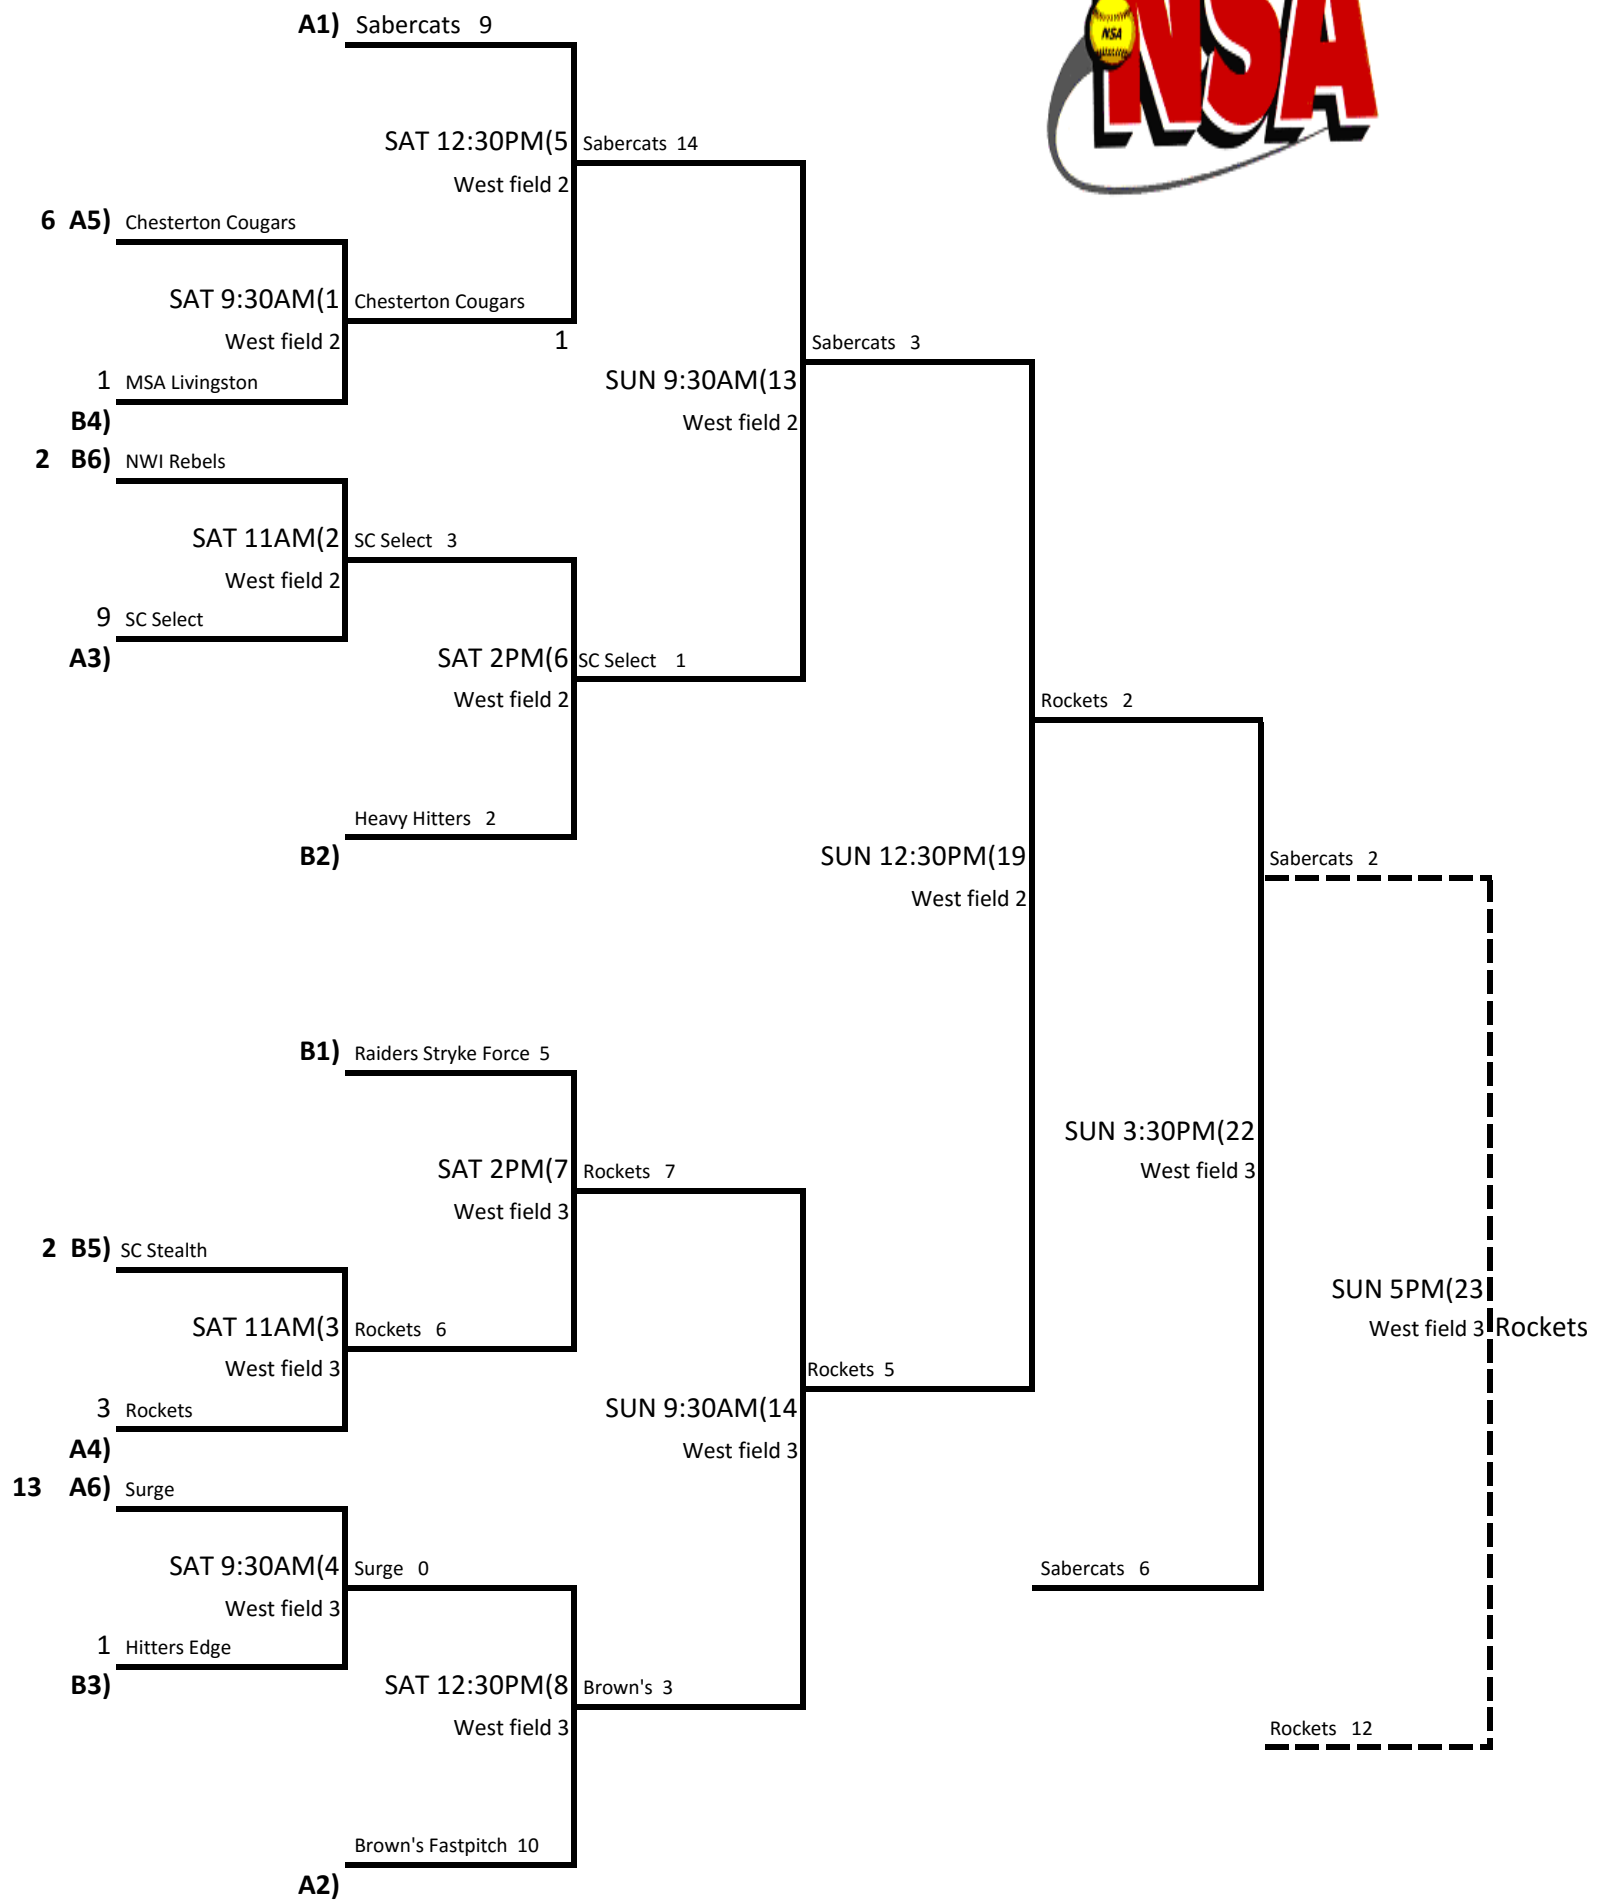 A1) Sabercats 9
NSA
NSA
SAT 12:30PM(5 Sabercats 14
West field 2
6 A5) Chesterton Cougars
SAT 9:30AM(1 Chesterton Cougars
West field 2 1
Sabercats 3
1 MSA Livingston
SUN 9:30AM(13
B4)
West field 2
2 B6) NWI Rebels
SAT 11AM(2 SC Select 3
West field 2
9 SC Select
A3)
SAT 2PM(6 SC Select 1
West field 2
Rockets 2
Heavy Hitters 2
B2)
SUN 12:30PM(19
Sabercats 2
West field 2
B1) Raiders Stryke Force 5
SUN 3:30PM(22
West field 3
SAT 2PM(7 Rockets 7
West field 3
2 B5) SC Stealth
SUN 5PM(23
West field 3 Rockets
SAT 11AM(3 Rockets 6
West field 3
Rockets 5
3 Rockets
SUN 9:30AM(14
A4)
West field 3
13 A6) Surge
SAT 9:30AM(4 Surge 0
Sabercats 6
West field 3
1 Hitters Edge
B3)
SAT 12:30PM(8 Brown's 3
West field 3
Rockets 12
Brown's Fastpitch 10
A2)